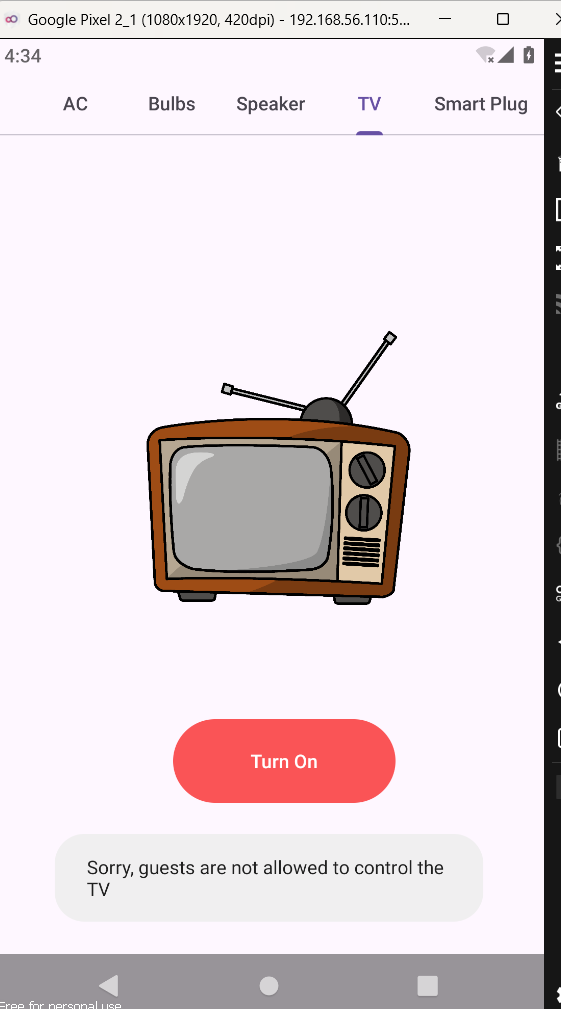 Google Pixel 2_1 (1080x1920, 420dpi) - 192.168.56.110:5...
4:34
AC Bulbs Speaker TV Smart Plug
Turn On
Sorry, guests are not allowed to control the
TV
Free for personal use